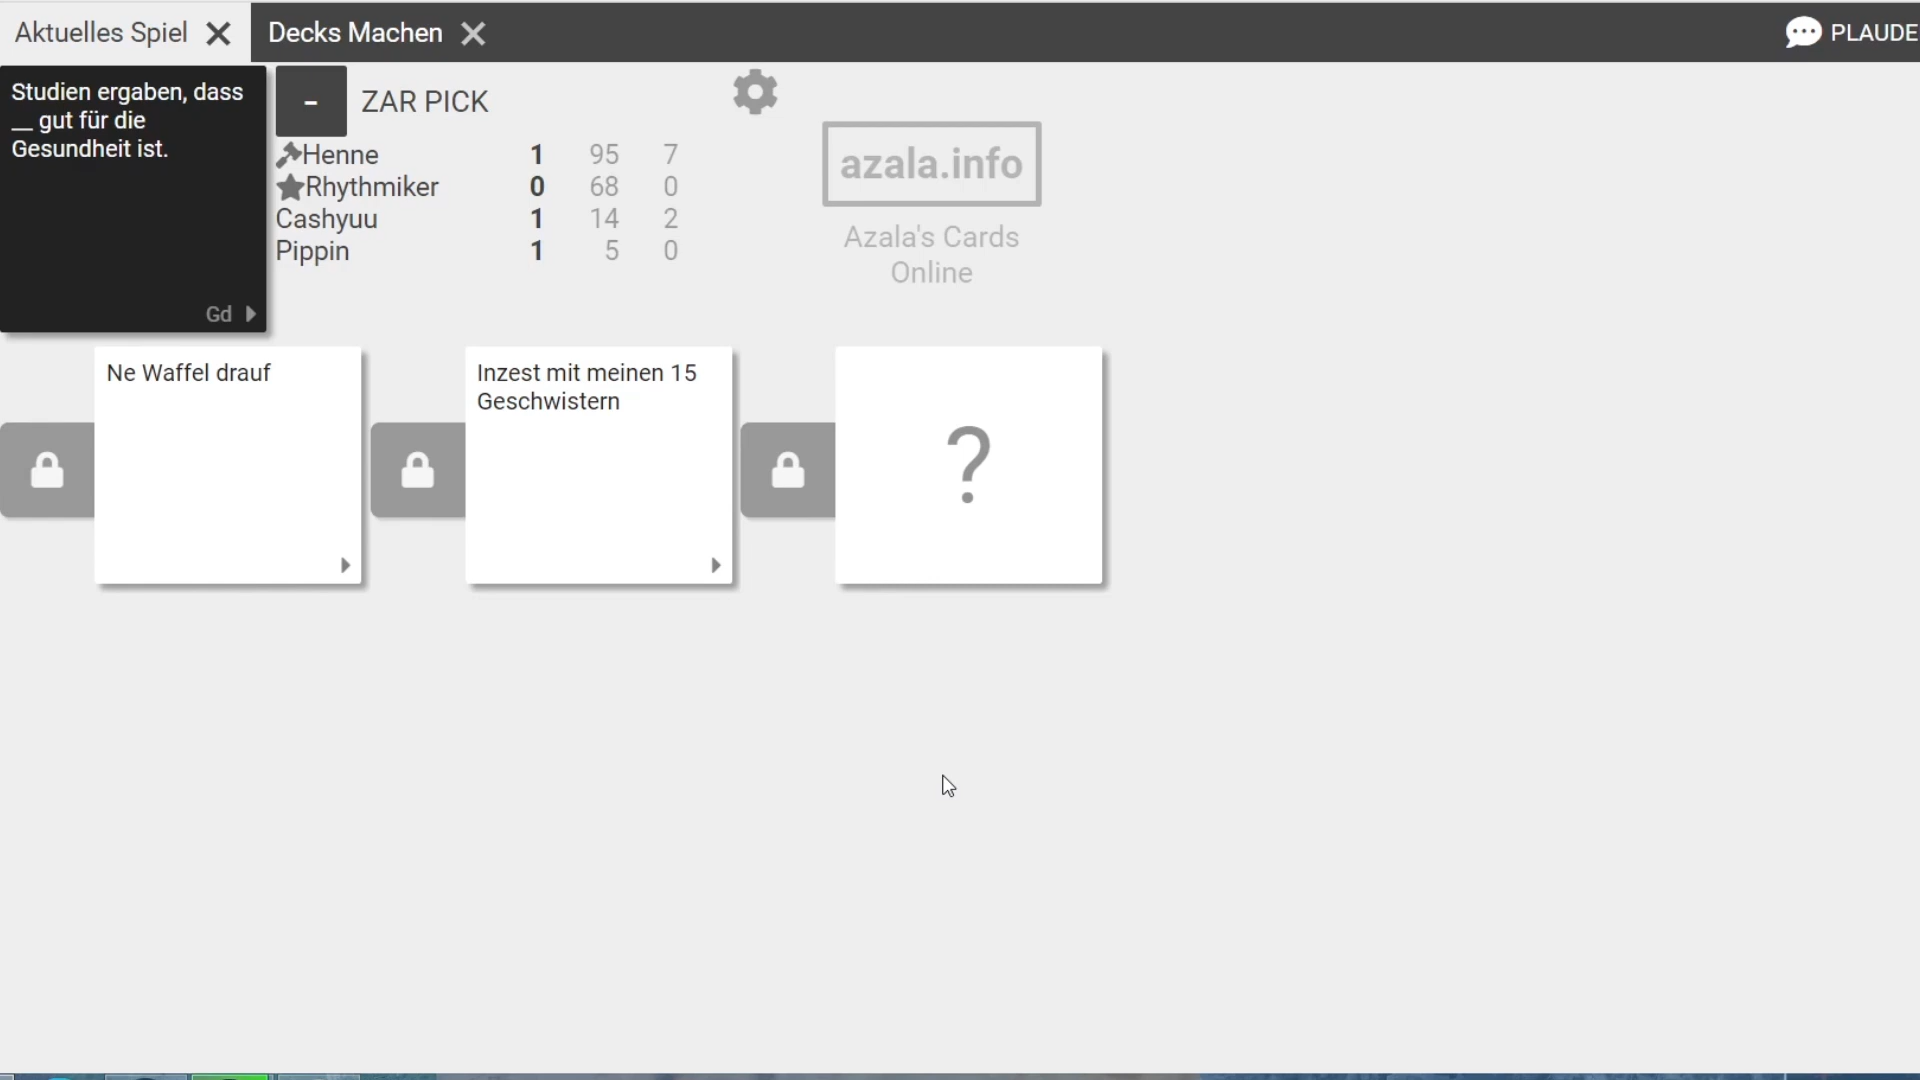 Aktuelles Spiel
Decks Machen
PLAUDE
Studien ergaben, dass
__ gut für die
Gesundheit ist.
Gd
-
ZAR PICK
Henne 1 95 7
Rhythmiker 0 68 0
Cashyuu 1 14 2
Pippin 1 5 0
azala.info
Azala's Cards
Online
Ne Waffel drauf
Inzest mit meinen 15
Geschwistern
?